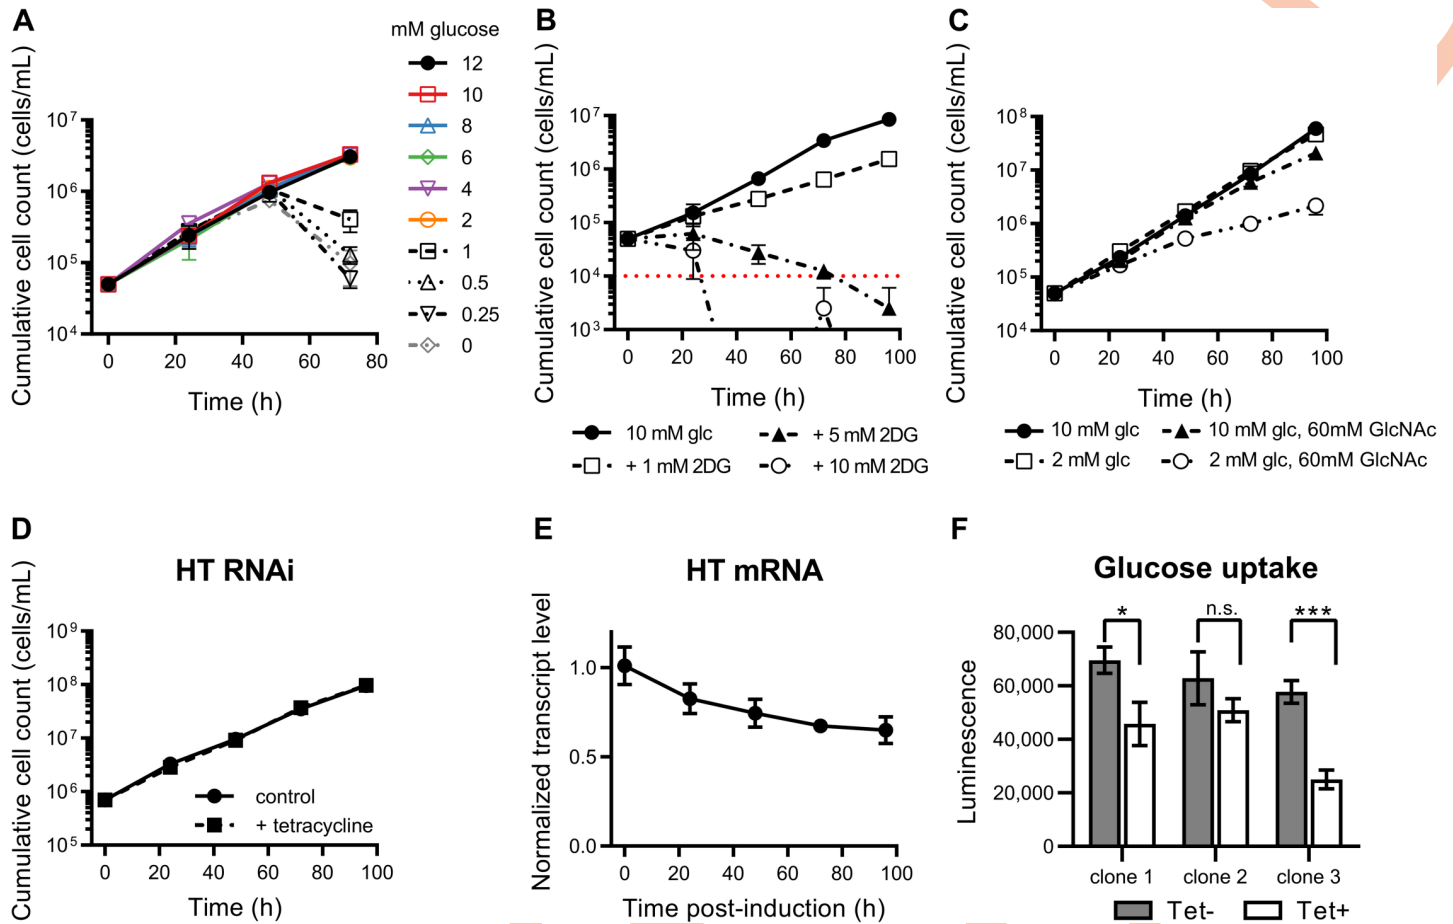 A
Cumulative cell count (cells/mL)
10^7
10^6
10^5
10^4
0 20 40 60 80
Time (h)
mM glucose
12
10
8
6
4
2
1
0.5
0.25
0
B
Cumulative cell count (cells/mL)
10^7
10^6
10^5
10^4
10^3
0 20 40 60 80 100
Time (h)
10 mM glc
+ 5 mM 2DG
+ 1 mM 2DG
+ 10 mM 2DG
C
Cumulative cell count (cells/mL)
10^8
10^7
10^6
10^5
10^4
0 20 40 60 80 100
Time (h)
10 mM glc
10 mM glc, 60mM GlcNAc
2 mM glc
2 mM glc, 60mM GlcNAc
D
HT RNAi
Cumulative cell count (cells/mL)
10^9
10^8
10^7
10^6
10^5
control
+ tetracycline
0 20 40 60 80 100
Time (h)
E
HT mRNA
Normalized transcript level
1.0
0.5
0.0
0 20 40 60 80 100
Time post-induction (h)
F
Glucose uptake
Luminescence
80,000
60,000
40,000
20,000
0
*
n.s.
***
clone 1 clone 2 clone 3
Tet- Tet+